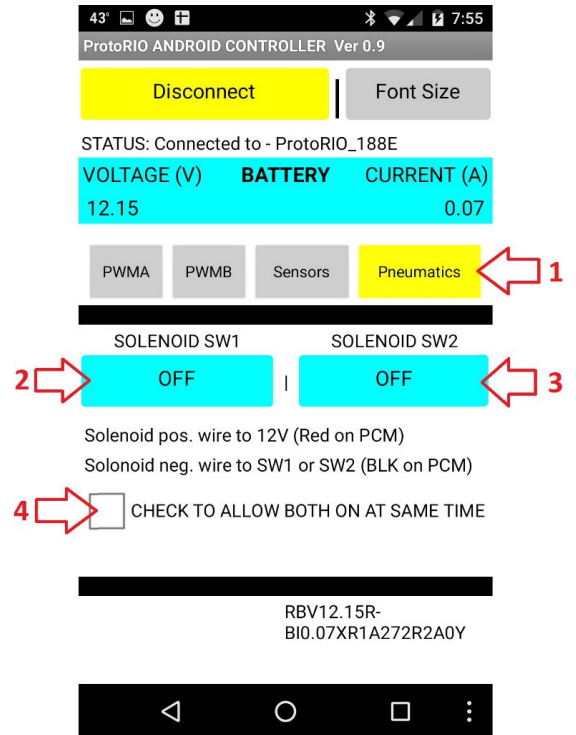 43° 7:55
ProtoRIO ANDROID CONTROLLER Ver 0.9
Disconnect | Font Size
STATUS: Connected to - ProtoRIO_188E
VOLTAGE (V) BATTERY CURRENT (A)
12.15 0.07
PWMA PWMB Sensors Pneumatics 1
SOLENOID SW1 SOLENOID SW2
2 OFF | OFF 3
Solenoid pos. wire to 12V (Red on PCM)
Solonoid neg. wire to SW1 or SW2 (BLK on PCM)
4 CHECK TO ALLOW BOTH ON AT SAME TIME
RBV12.15R-
BI0.07XR1A272R2A0Y